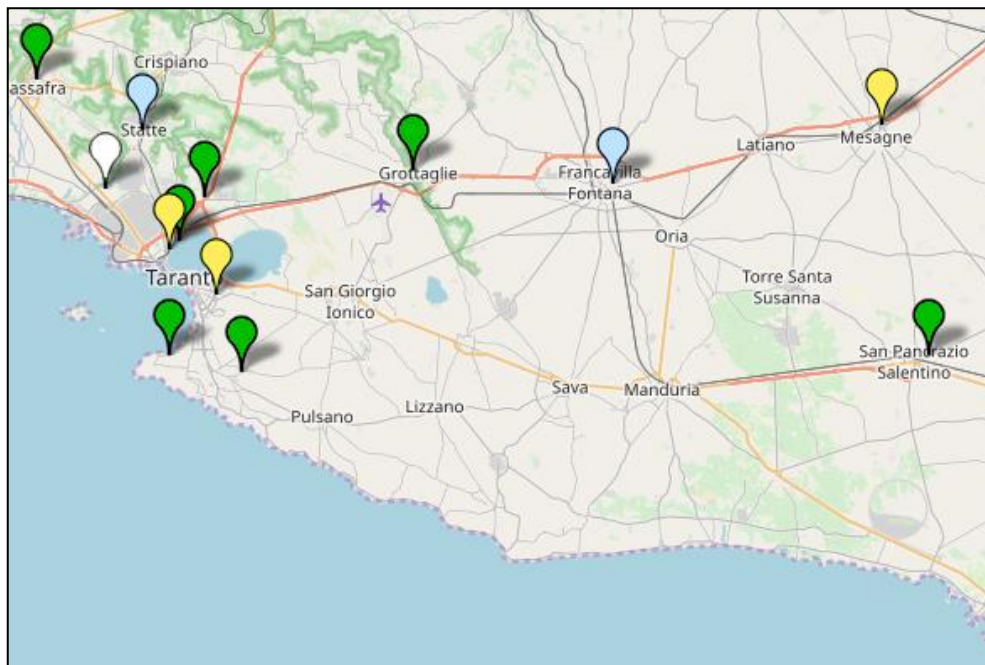 Crispiano
assafra
Statte
Mesagne
Latiano
Grottaglie
Francavilla
Fontana
Oria
Tarant
Torre Santa
Susanna
San Giorgio
Ionico
San Pancrazio
Salentino
Sava
Manduria
Lizzano
Pulsano